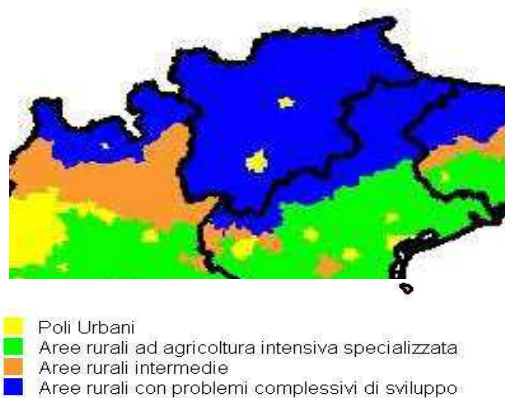 Poli Urbani
Aree rurali ad agricoltura intensiva specializzata
Aree rurali intermedie
Aree rurali con problemi complessivi di sviluppo